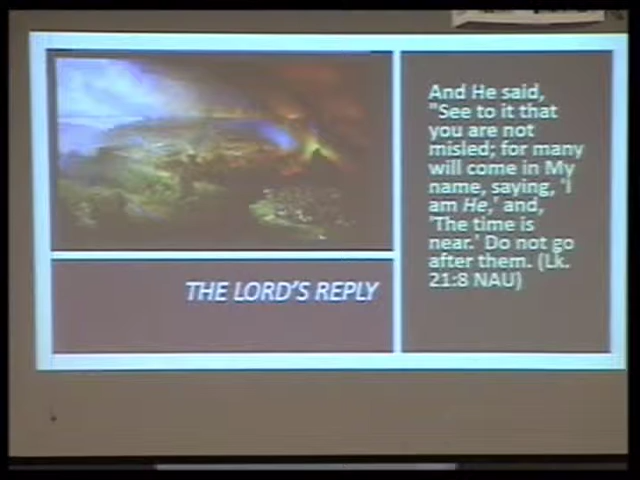 THE LORD'S REPLY
And He said,
"See to it that
you are not
misled; for many
will come in My
name, saying, 'I
am He,' and,
'The time is
near.' Do not go
after them. (Lk.
21:8 NAU)